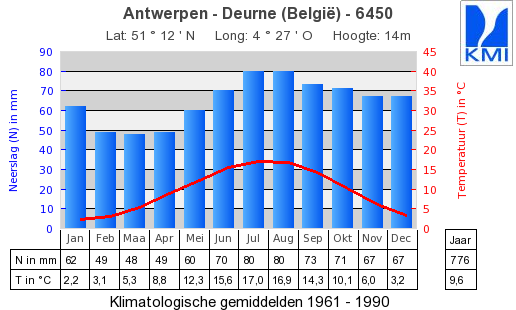 Antwerpen - Deurne (België) - 6450
Lat: 51 ° 12 ' N Long: 4 ° 27 ' O Hoogte: 14m
KMI
Neerslag (N) in mm
90
80
70
60
50
40
30
20
10
0
Temperatuur (T) in °C
45
40
35
30
25
20
15
10
5
0
Jan Feb Maa Apr Mei Jun Jul Aug Sep Okt Nov Dec Jaar
N in mm 62 49 48 49 60 70 80 80 73 71 67 67 776
T in °C 2,2 3,1 5,3 8,8 12,3 15,6 17,0 16,9 14,3 10,1 6,0 3,2 9,6
Klimatologische gemiddelden 1961 - 1990